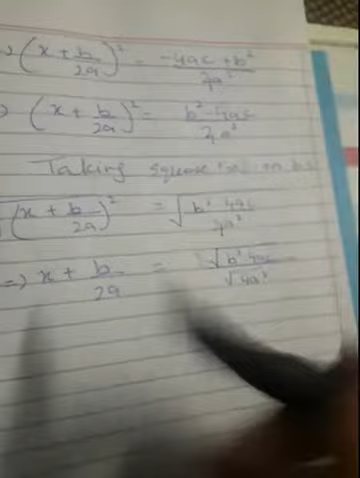 ⇒ (x + b/2a)² = -4ac + b²/4a²
⇒ (x + b/2a)² = b² - 4ac/4a²
Taking square on b.s
(x + b/2a)² = √b² 4ac/4a²
⇒ x + b/2a = √b² 4ac/√4a²